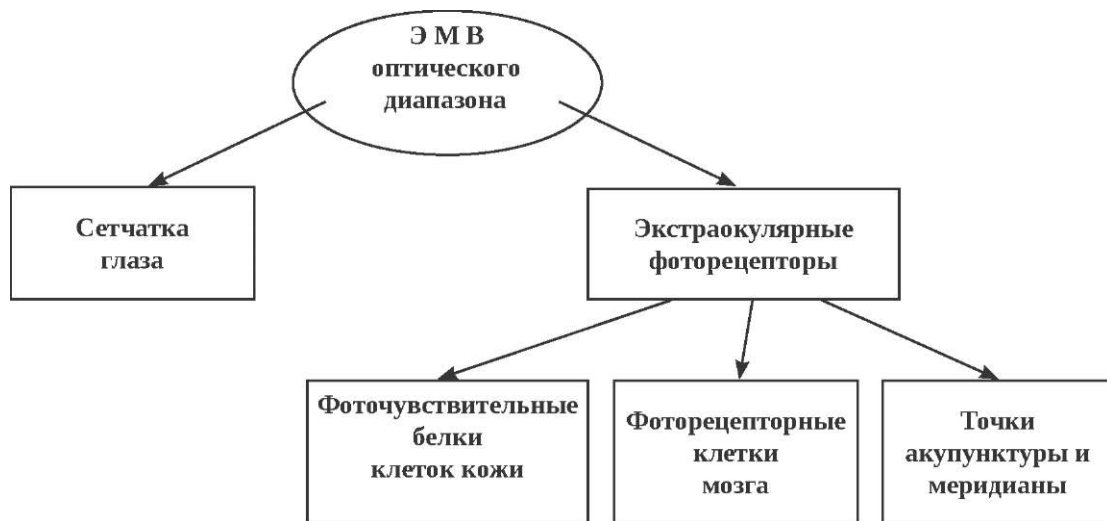 Э М В
оптического
диапазона
Сетчатка
глаза
Экстраокулярные
фоторецепторы
Фоточувствительные
белки
клеток кожи
Фоторецепторные
клетки
мозга
Точки
акупунктуры и
меридианы